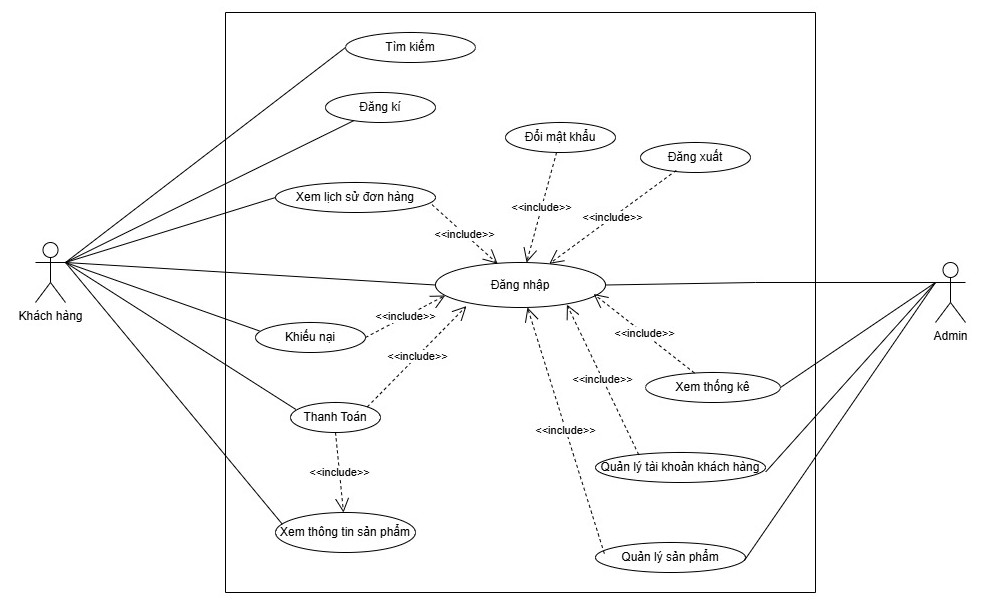 Tìm kiếm
Đăng kí
Đổi mật khẩu
Đăng xuất
Xem lịch sử đơn hàng
<<include>>
<<include>>
<<include>>
Đăng nhập
Khách hàng
Admin
<<include>>
Khiếu nại
<<include>>
<<include>>
<<include>>
Xem thống kê
Thanh Toán
<<include>>
Quản lý tài khoản khách hàng
<<include>>
Xem thông tin sản phẩm
Quản lý sản phẩm